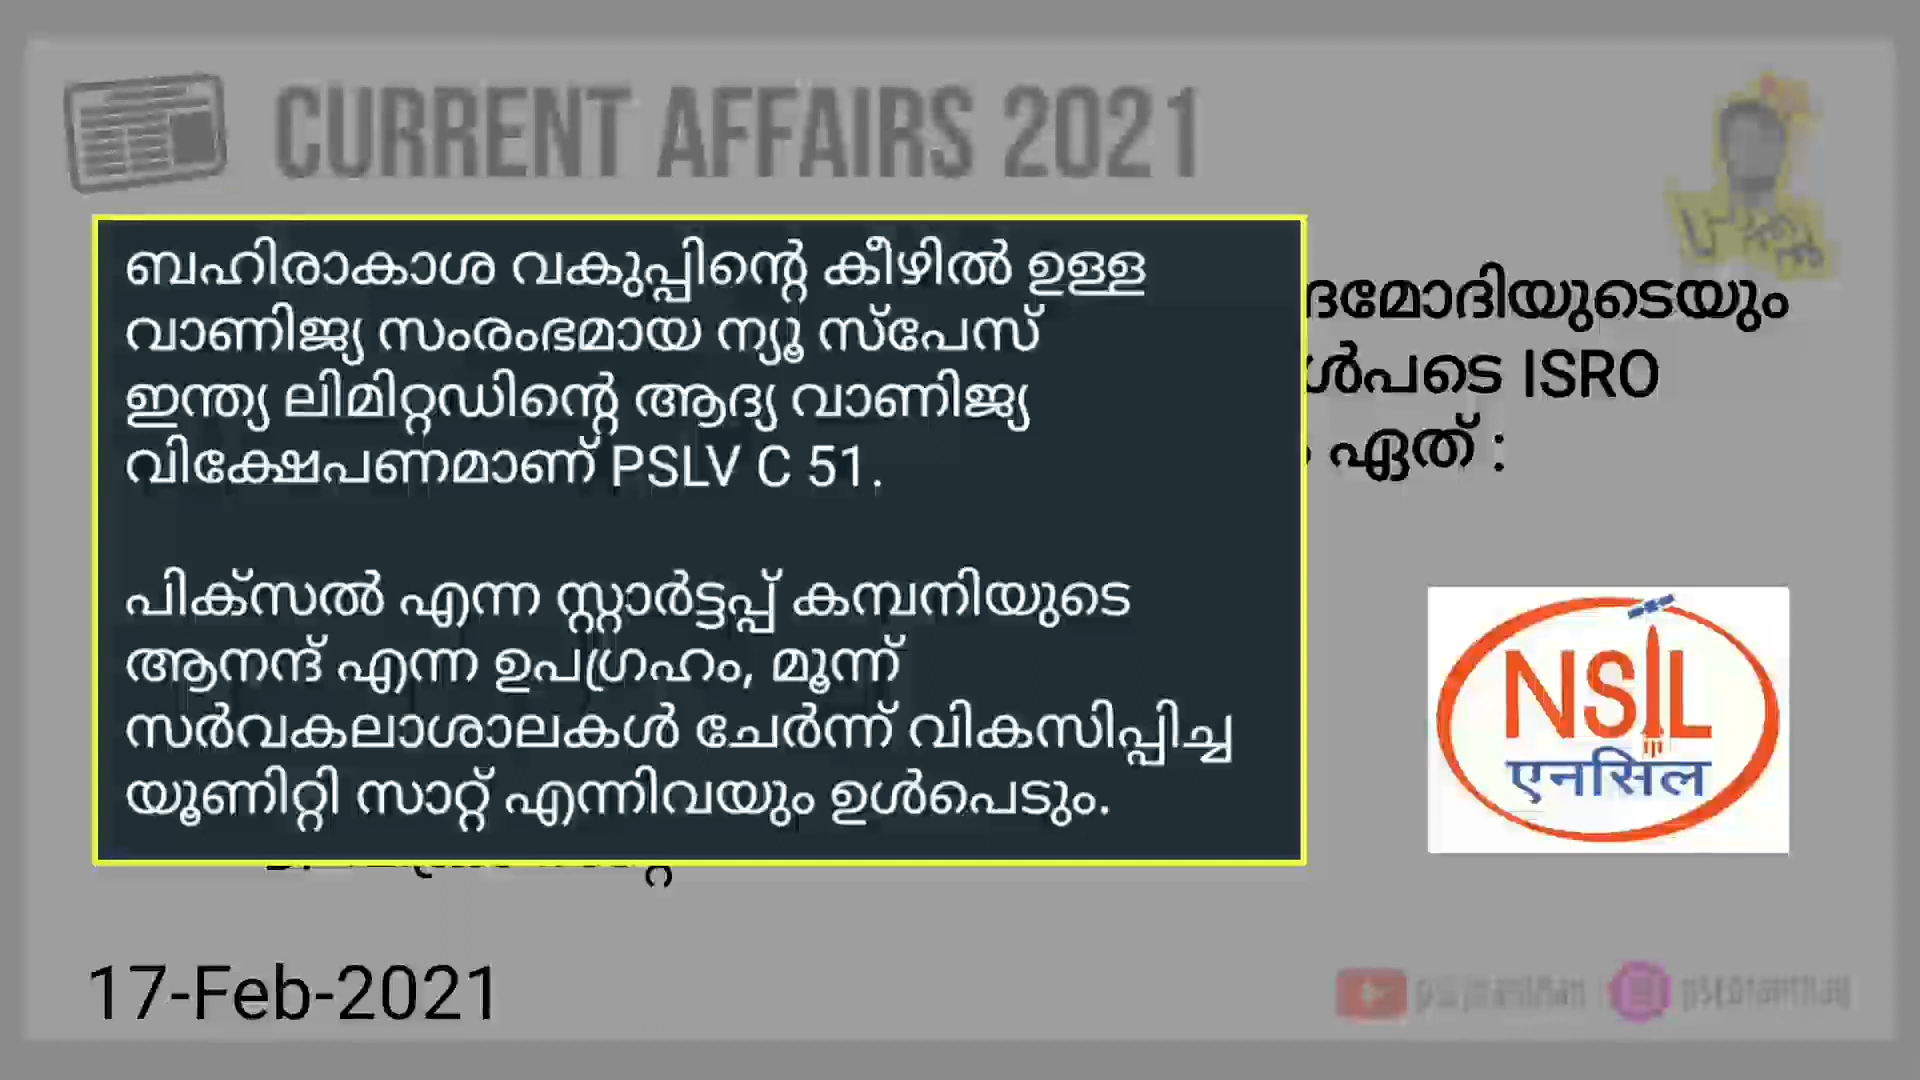 CURRENT AFFAIRS 2021
ബഹിരാകാശ വകുപ്പിന്റെ കീഴിൽ ഉള്ള
വാണിജ്യ സംരംഭമായ ന്യൂ സ്പേസ്
ഇന്ത്യ ലിമിറ്റഡിന്റെ ആദ്യ വാണിജ്യ
വിക്ഷേപണമാണ് PSLV C 51.
പിക്സൽ എന്ന സ്റ്റാർട്ടപ്പ് കമ്പനിയുടെ
ആനന്ദ് എന്ന ഉപഗ്രഹം, മൂന്ന്
സർവകലാശാലകൾ ചേർന്ന് വികസിപ്പിച്ച
യൂണിറ്റി സാറ്റ് എന്നിവയും ഉൾപെടും.
ദമോദിയുടെയും
ൾപടെ ISRO
ഏത് :
NSIL
एनसिल
17-Feb-2021